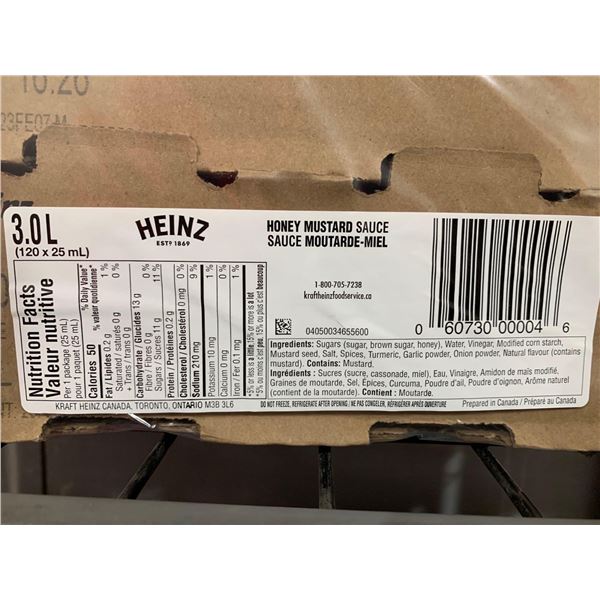 16.20
23FE07 M
3.0 L
(120 x 25 mL)
HEINZ
ESTD 1869
HONEY MUSTARD SAUCE
SAUCE MOUTARDE-MIEL
1-800-705-7238
kraftheinzfoodservice.ca
04050034655600
0 60730 00004 6
Nutrition Facts
Valeur nutritive
Per 1 package (25 mL)
pour 1 paquet (25 mL)
% Daily Value*
Calories 50 % valeur quotidienne*
Fat / Lipides 0.2 g 1 %
Saturated / saturés 0 g 0 %
+ Trans / trans 0 g
Carbohydrate / Glucides 13 g
Fibre / Fibres 0 g 0 %
Sugars / Sucres 11 g 11 %
Protein / Protéines 0.2 g
Cholesterol / Cholestérol 0 mg
Sodium 210 mg 9 %
Potassium 10 mg 1 %
Calcium 0 mg 0 %
Iron / Fer 0.1 mg 1 %
*5% or less is a little, 15% or more is a lot
*5% ou moins c'est peu, 15% ou plus c'est beaucoup
Ingredients: Sugars (sugar, brown sugar, honey), Water, Vinegar, Modified corn starch,
Mustard seed, Salt, Spices, Turmeric, Garlic powder, Onion powder, Natural flavour (contains
mustard). Contains: Mustard.
Ingrédients : Sucres (sucre, cassonade, miel), Eau, Vinaigre, Amidon de maïs modifié,
Graines de moutarde, Sel, Épices, Curcuma, Poudre d'ail, Poudre d'oignon, Arôme naturel
(contient de la moutarde). Contient : Moutarde.
KRAFT HEINZ CANADA, TORONTO, ONTARIO M3B 3L6
DO NOT FREEZE, REFRIGERATE AFTER OPENING / NE PAS CONGELER, RÉFRIGÉRER APRÈS OUVERTURE
Prepared in Canada / Préparé au Canada